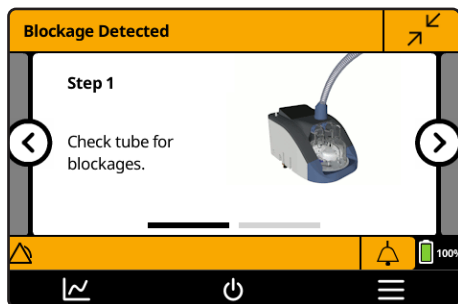 Blockage Detected
Step 1
Check tube for
blockages.
100%